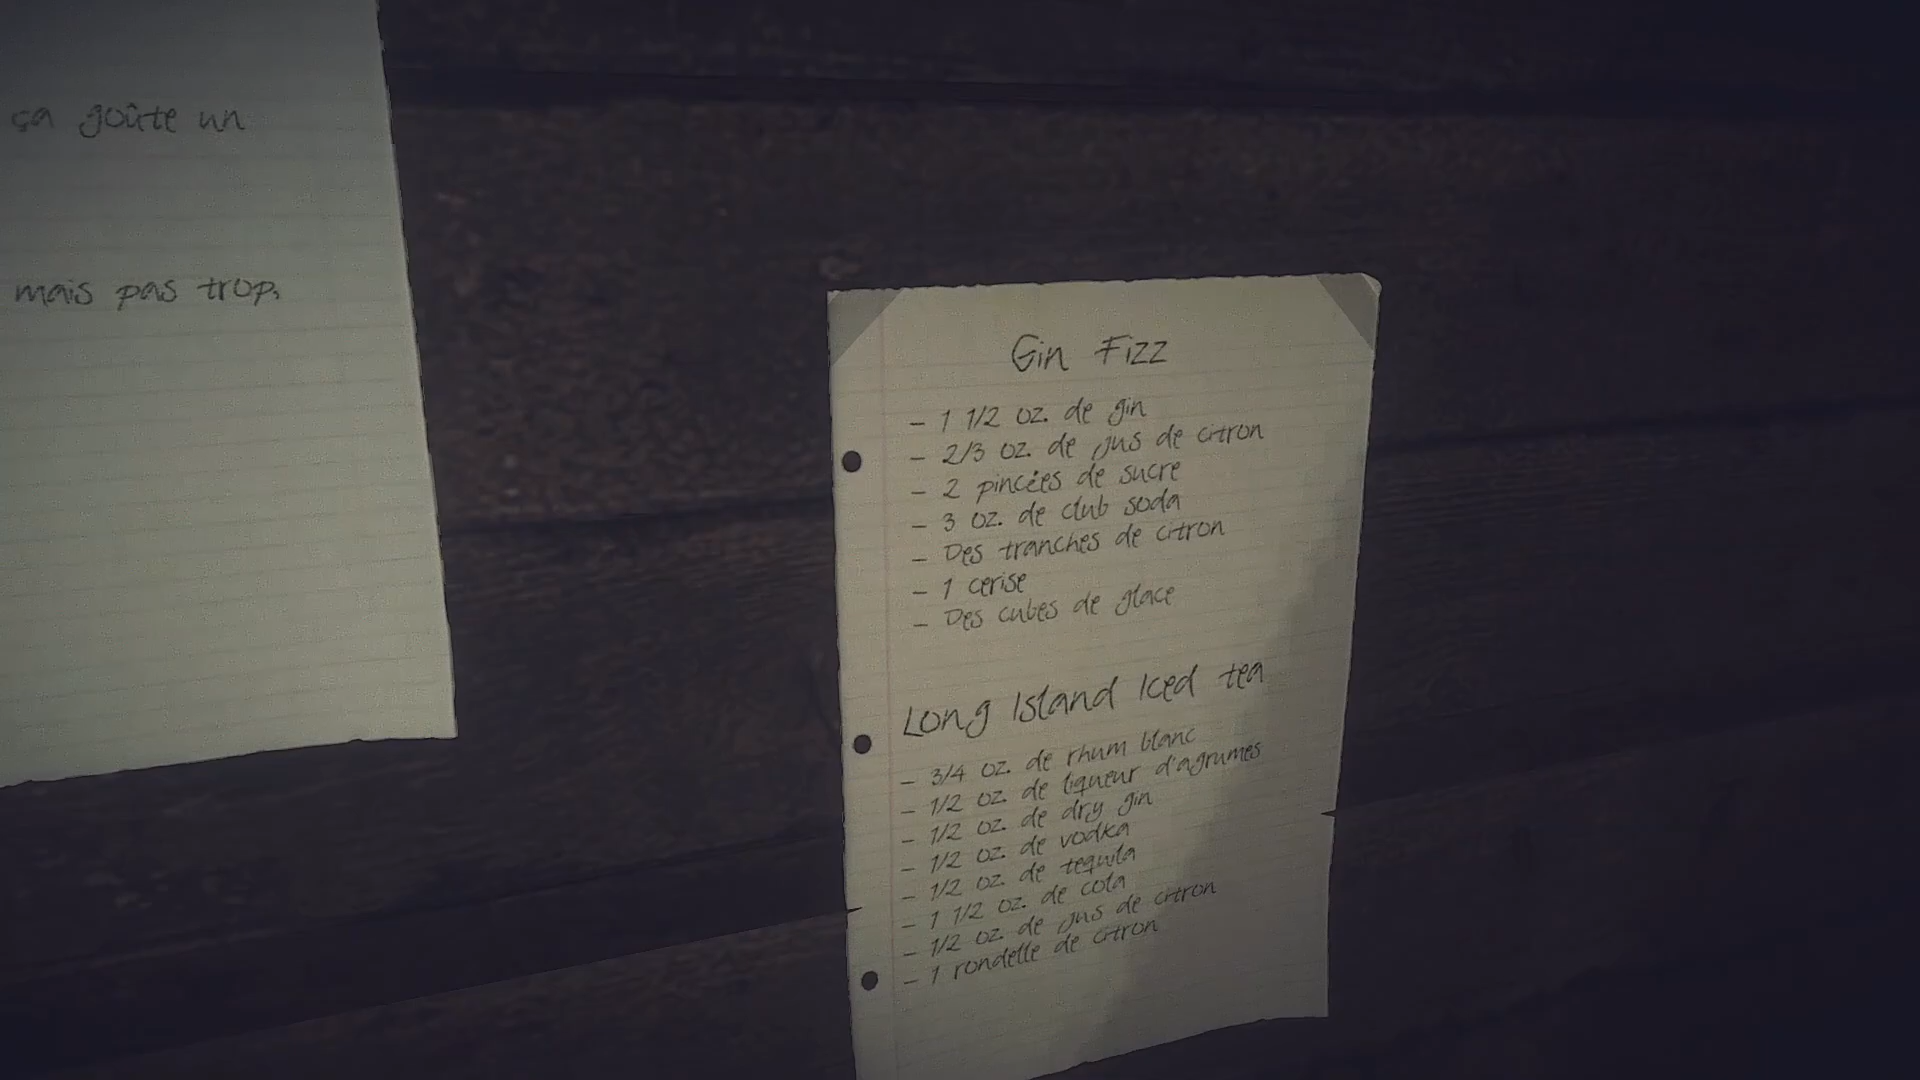 ça goûte un
mais pas trop.
Gin Fizz
- 1 1/2 oz. de gin
- 2/3 oz. de jus de citron
- 2 pincées de sucre
- 3 oz. de club soda
- Des tranches de citron
- 1 cerise
- Des cubes de glace
Long Island Iced tea
- 3/4 oz. de rhum blanc
- 1/2 oz. de liqueur d'agrumes
- 1/2 oz. de dry gin
- 1/2 oz. de vodka
- 1/2 oz. de tequila
- 1 1/2 oz. de cola
- 1/2 oz. de jus de citron
- 1 rondelle de citron